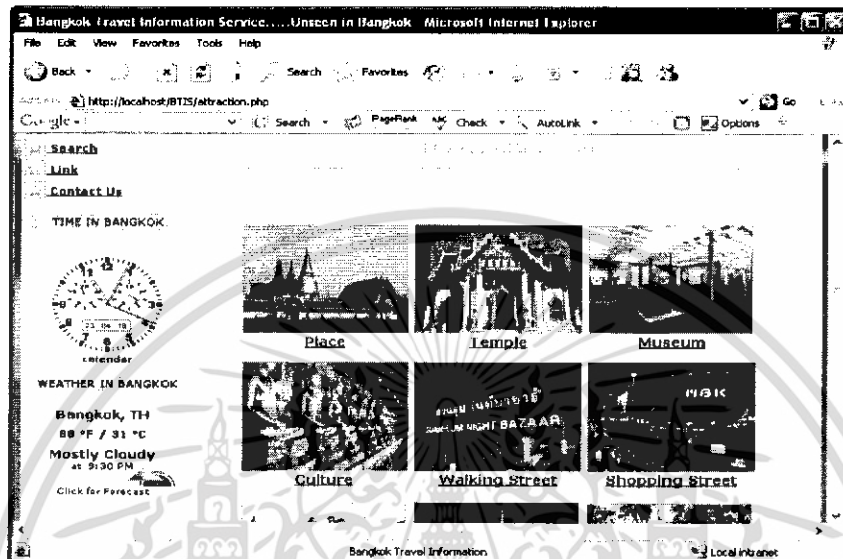 Bangkok Travel Information Service.....Unseen in Bangkok Microsoft Internet Explorer
File Edit View Favorites Tools Help
Back Search Favorites
http://localhost/BTIS/attraction.php Go
Google Search PageRank Check AutoLink Options
Search
Link
Contact Us
TIME IN BANGKOK
calendar
WEATHER IN BANGKOK
Bangkok, TH
88 °F / 31 °C
Mostly Cloudy
at 9:30 PM
Click for Forecast
Place Temple Museum
MBK
NIGHT BAZAAR
Culture Walking Street Shopping Street
Bangkok Travel Information Local intranet